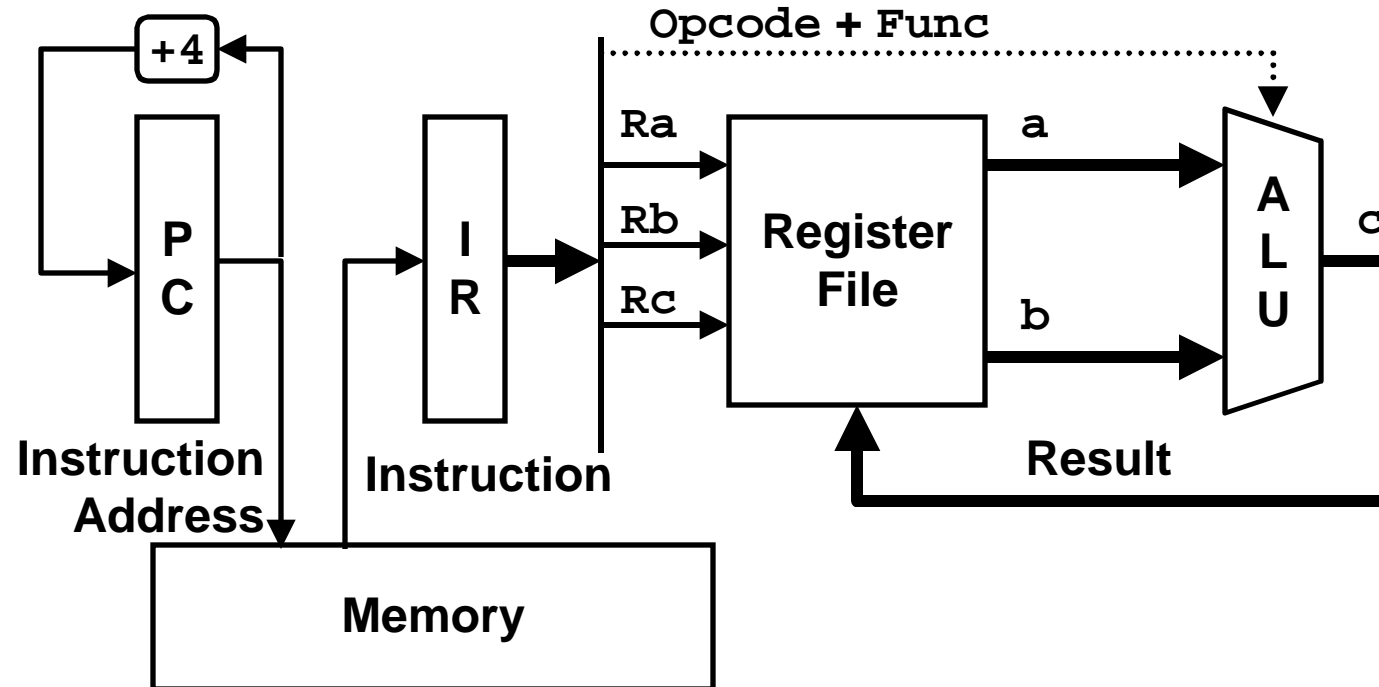 Opcode + Func
+4
Ra
a
P
C
I
R
Rb
Register
File
A
L
U
c
Rc
b
Instruction
Address
Instruction
Result
Memory